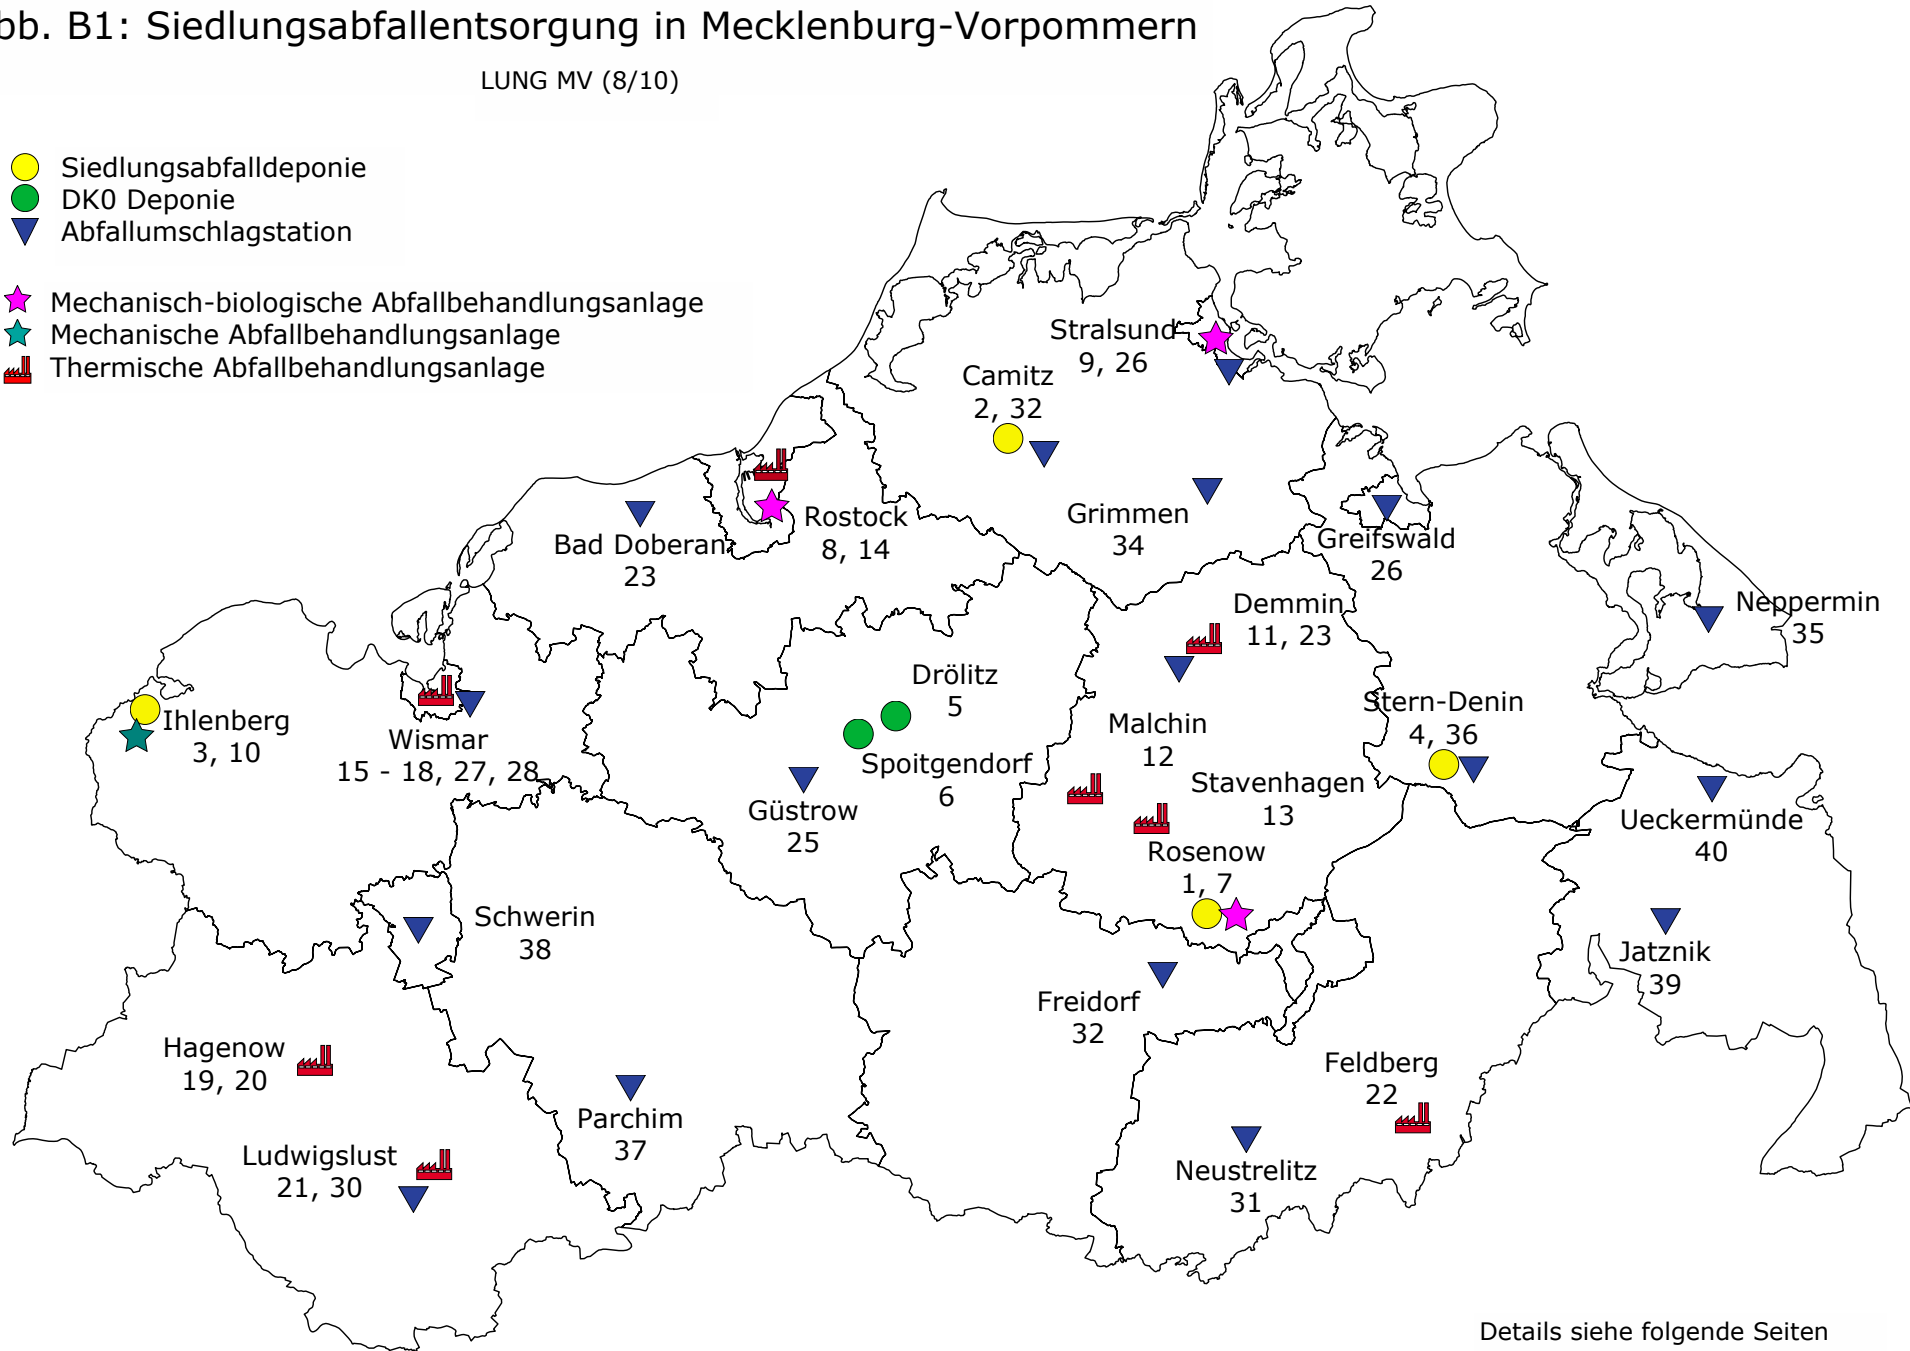 bb. B1: Siedlungsabfallentsorgung in Mecklenburg-Vorpommern
LUNG MV (8/10)
Siedlungsabfalldeponie
DK0 Deponie
Abfallumschlagstation
Mechanisch-biologische Abfallbehandlungsanlage
Mechanische Abfallbehandlungsanlage
Thermische Abfallbehandlungsanlage
Stralsund
9, 26
Camitz
2, 32
Grimmen
34
Rostock
8, 14
Bad Doberan
23
Greifswald
26
Neppermin
35
Demmin
11, 23
Drölitz
5
Stern-Denin
4, 36
Ihlenberg
3, 10
Wismar
15 - 18, 27, 28
Malchin
12
Spoitgendorf
6
Stavenhagen
13
Güstrow
25
Ueckermünde
40
Rosenow
1, 7
Schwerin
38
Jatznik
39
Freidorf
32
Hagenow
19, 20
Feldberg
22
Parchim
37
Ludwigslust
21, 30
Neustrelitz
31
Details siehe folgende Seiten